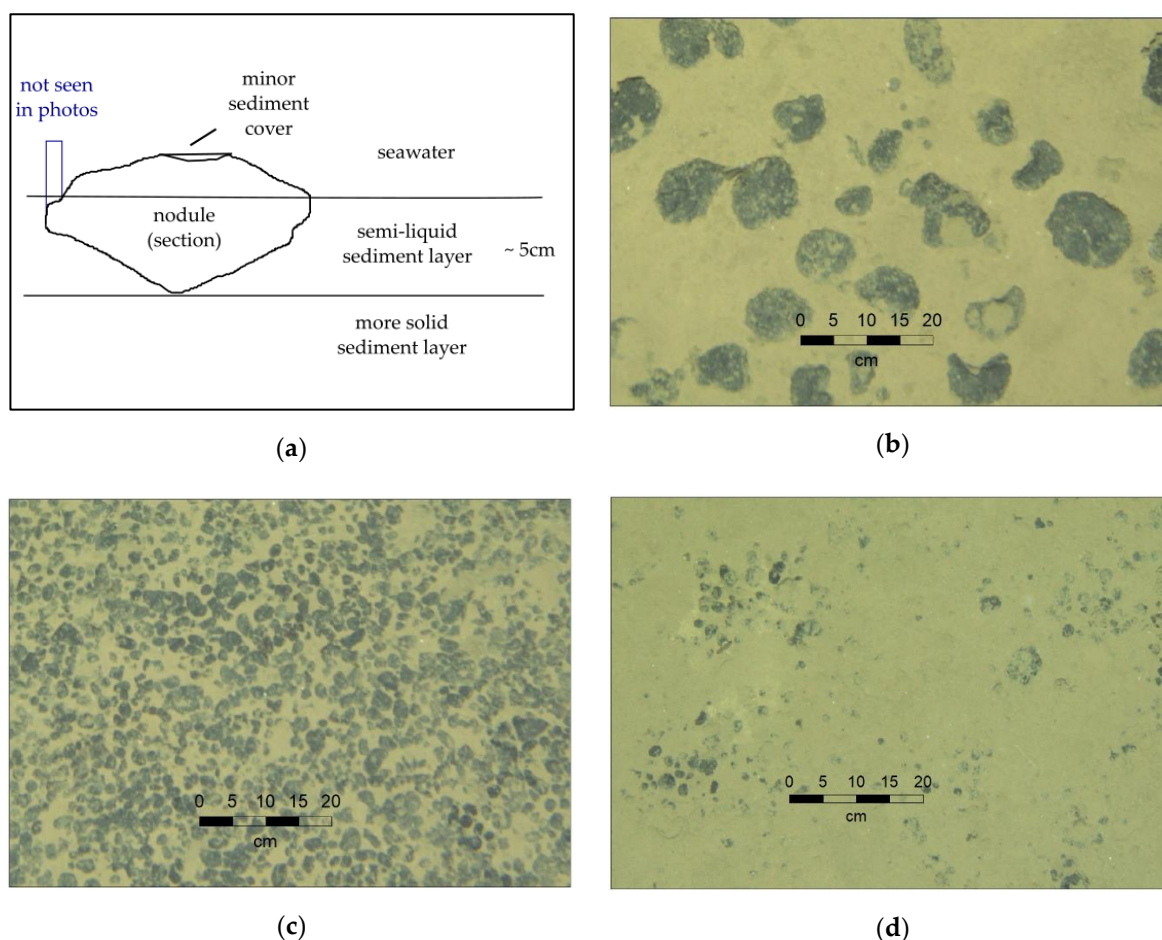 not seen
in photos
minor
sediment
cover
seawater
nodule
(section)
semi-liquid
sediment layer
~ 5cm
more solid
sediment layer
(a)
0 5 10 15 20
cm
(b)
0 5 10 15 20
cm
(c)
0 5 10 15 20
cm
(d)